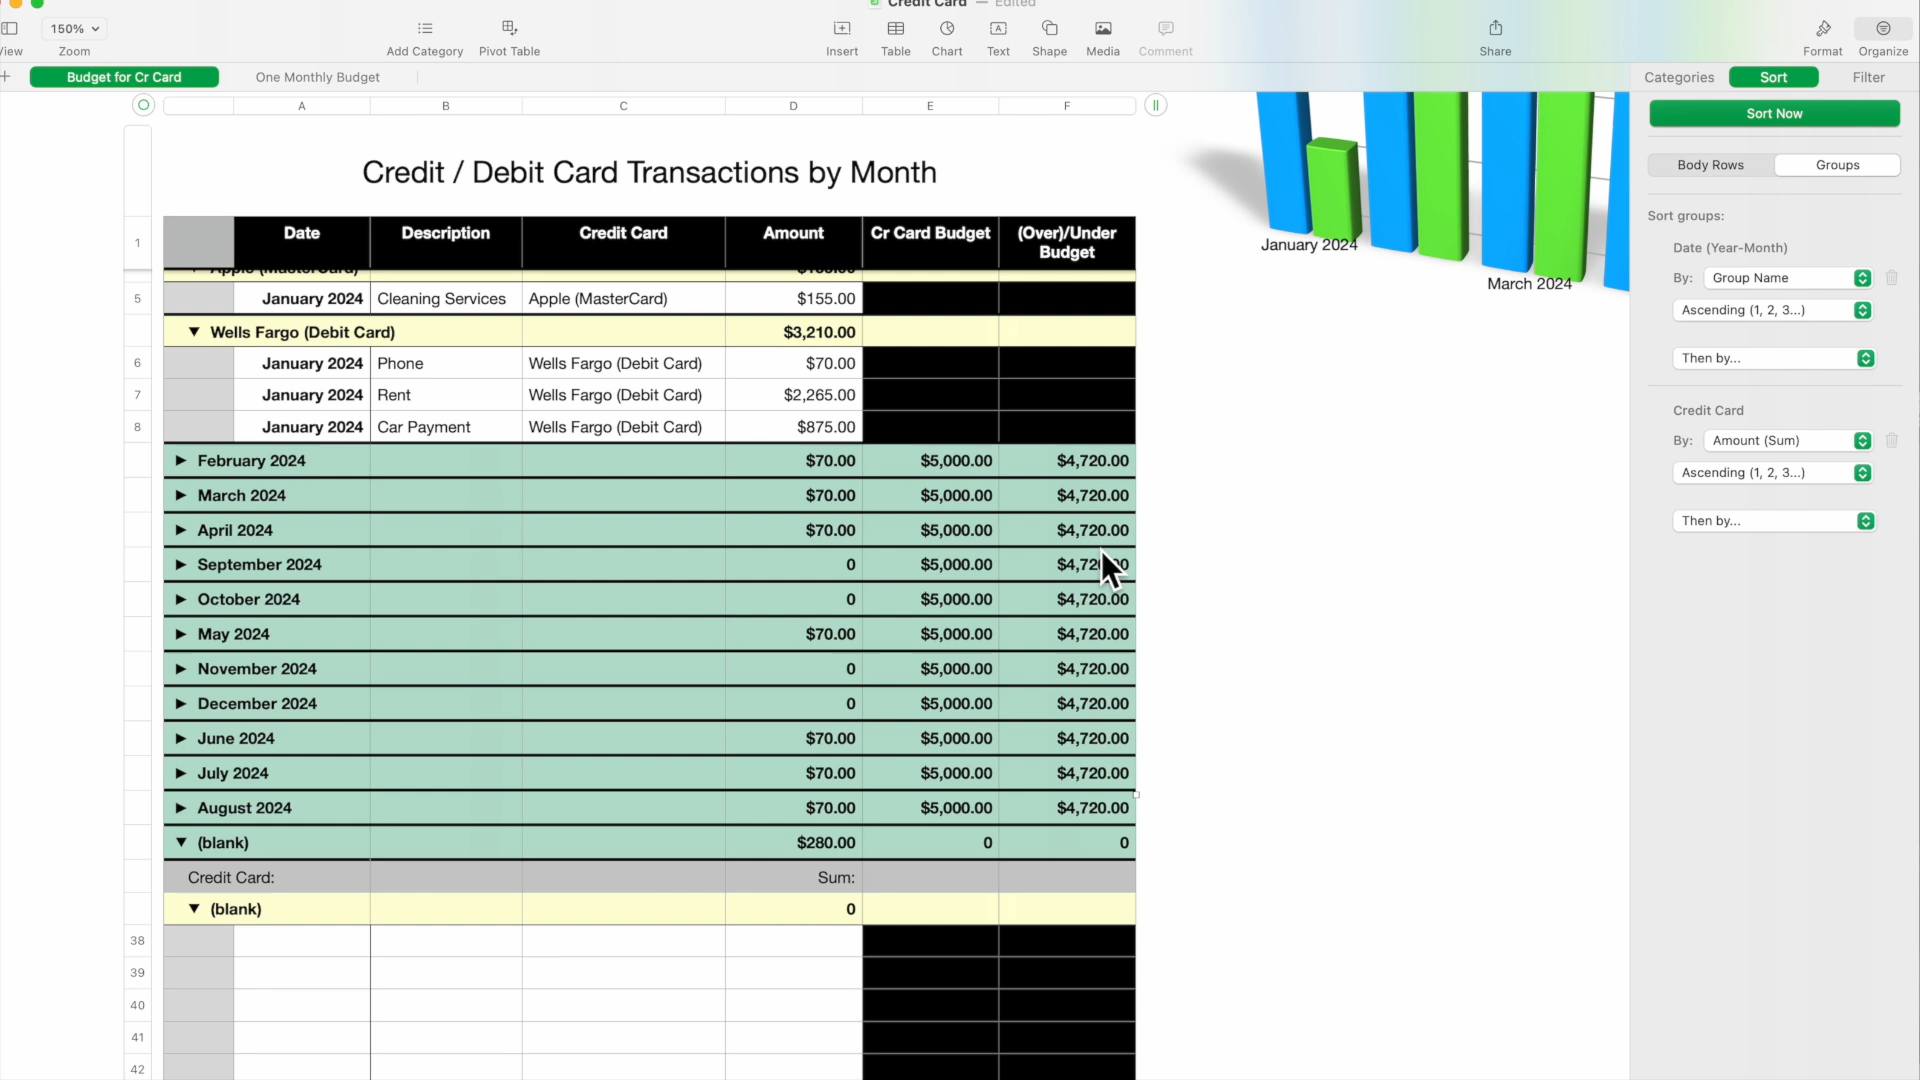 Credit Card — Edited
View
150%
Zoom
Add Category
Pivot Table
Insert
Table
Chart
Text
Shape
Media
Comment
Share
Format
Organize
Budget for Cr Card
One Monthly Budget
Categories
Sort
Filter
A B C D E F
Credit / Debit Card Transactions by Month
1 Date Description Credit Card Amount Cr Card Budget (Over)/Under Budget
Apple (MasterCard) $155.00
5 January 2024 Cleaning Services Apple (MasterCard) $155.00
Wells Fargo (Debit Card) $3,210.00
6 January 2024 Phone Wells Fargo (Debit Card) $70.00
7 January 2024 Rent Wells Fargo (Debit Card) $2,265.00
8 January 2024 Car Payment Wells Fargo (Debit Card) $875.00
February 2024 $70.00 $5,000.00 $4,720.00
March 2024 $70.00 $5,000.00 $4,720.00
April 2024 $70.00 $5,000.00 $4,720.00
September 2024 0 $5,000.00 $4,720.00
October 2024 0 $5,000.00 $4,720.00
May 2024 $70.00 $5,000.00 $4,720.00
November 2024 0 $5,000.00 $4,720.00
December 2024 0 $5,000.00 $4,720.00
June 2024 $70.00 $5,000.00 $4,720.00
July 2024 $70.00 $5,000.00 $4,720.00
August 2024 $70.00 $5,000.00 $4,720.00
(blank) $280.00 0 0
Credit Card: Sum:
(blank) 0
38
39
40
41
42
January 2024
March 2024
Sort Now
Body Rows
Groups
Sort groups:
Date (Year-Month)
By: Group Name
Ascending (1, 2, 3...)
Then by...
Credit Card
By: Amount (Sum)
Ascending (1, 2, 3...)
Then by...